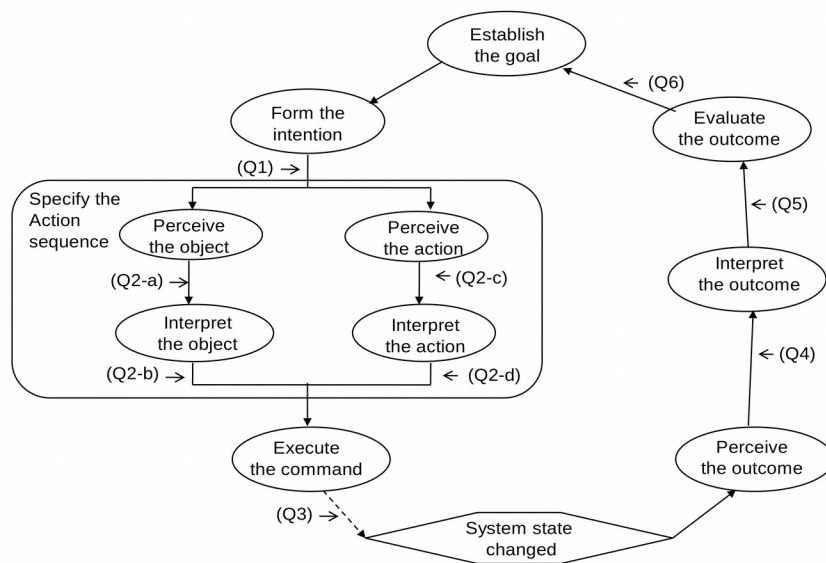 Establish
the goal
(Q6)
Form the
intention
Evaluate
the outcome
(Q1)
Specify the
Action
sequence
Perceive
the object
Perceive
the action
(Q5)
(Q2-a)
(Q2-c)
Interpret
the outcome
Interpret
the object
Interpret
the action
(Q2-b)
(Q2-d)
(Q4)
Execute
the command
Perceive
the outcome
(Q3)
System state
changed